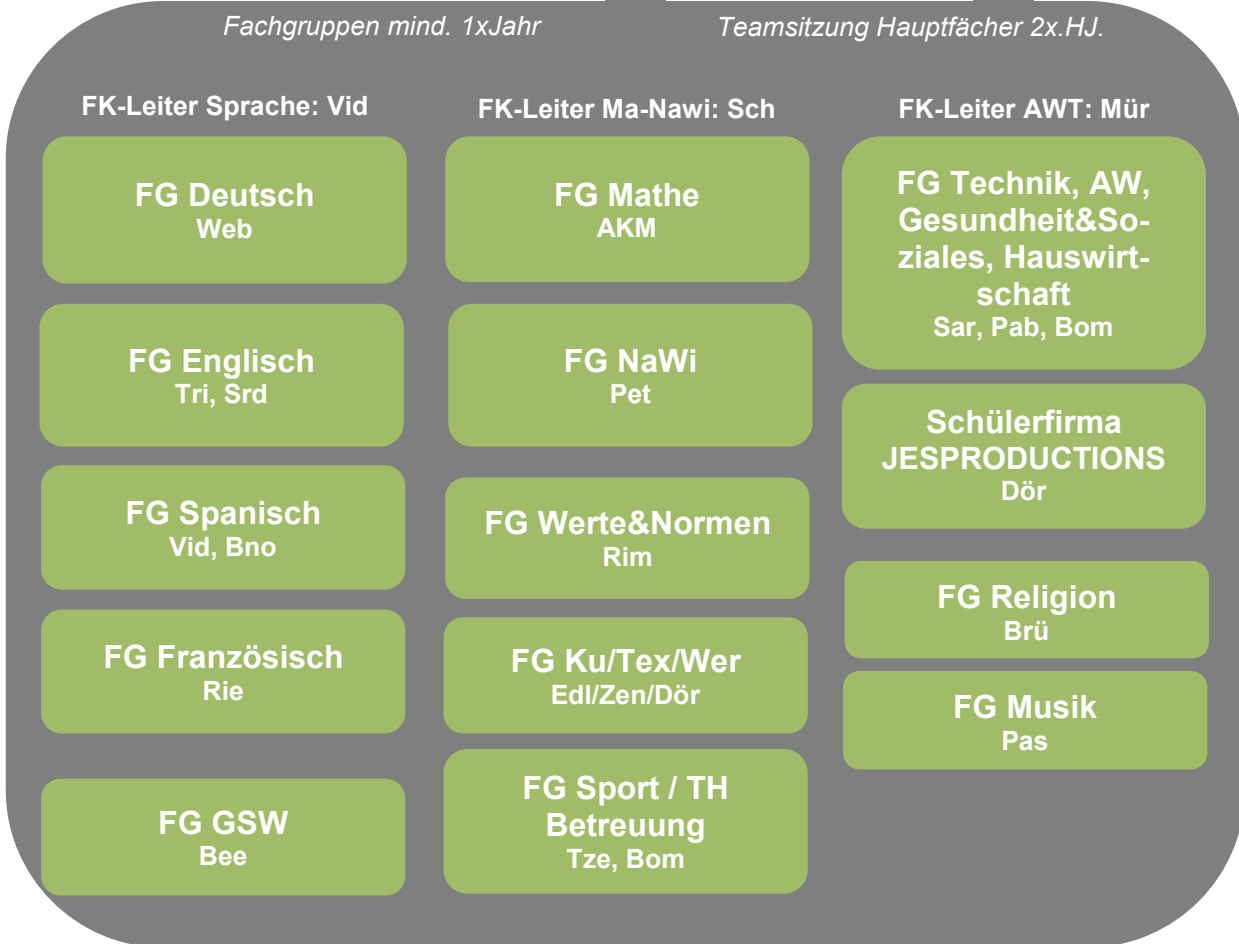 Fachgruppen mind. 1xJahr
Teamsitzung Hauptfächer 2x.HJ.
FK-Leiter Sprache: Vid
FG Deutsch
Web
FG Englisch
Tri, Srd
FG Spanisch
Vid, Bno
FG Französisch
Rie
FG GSW
Bee
FK-Leiter Ma-Nawi: Sch
FG Mathe
AKM
FG NaWi
Pet
FG Werte&Normen
Rim
FG Ku/Tex/Wer
Edl/Zen/Dör
FG Sport / TH
Betreuung
Tze, Bom
FK-Leiter AWT: Mür
FG Technik, AW,
Gesundheit&So-
ziales, Hauswirt-
schaft
Sar, Pab, Bom
Schülerfirma
JESPRODUCTIONS
Dör
FG Religion
Brü
FG Musik
Pas